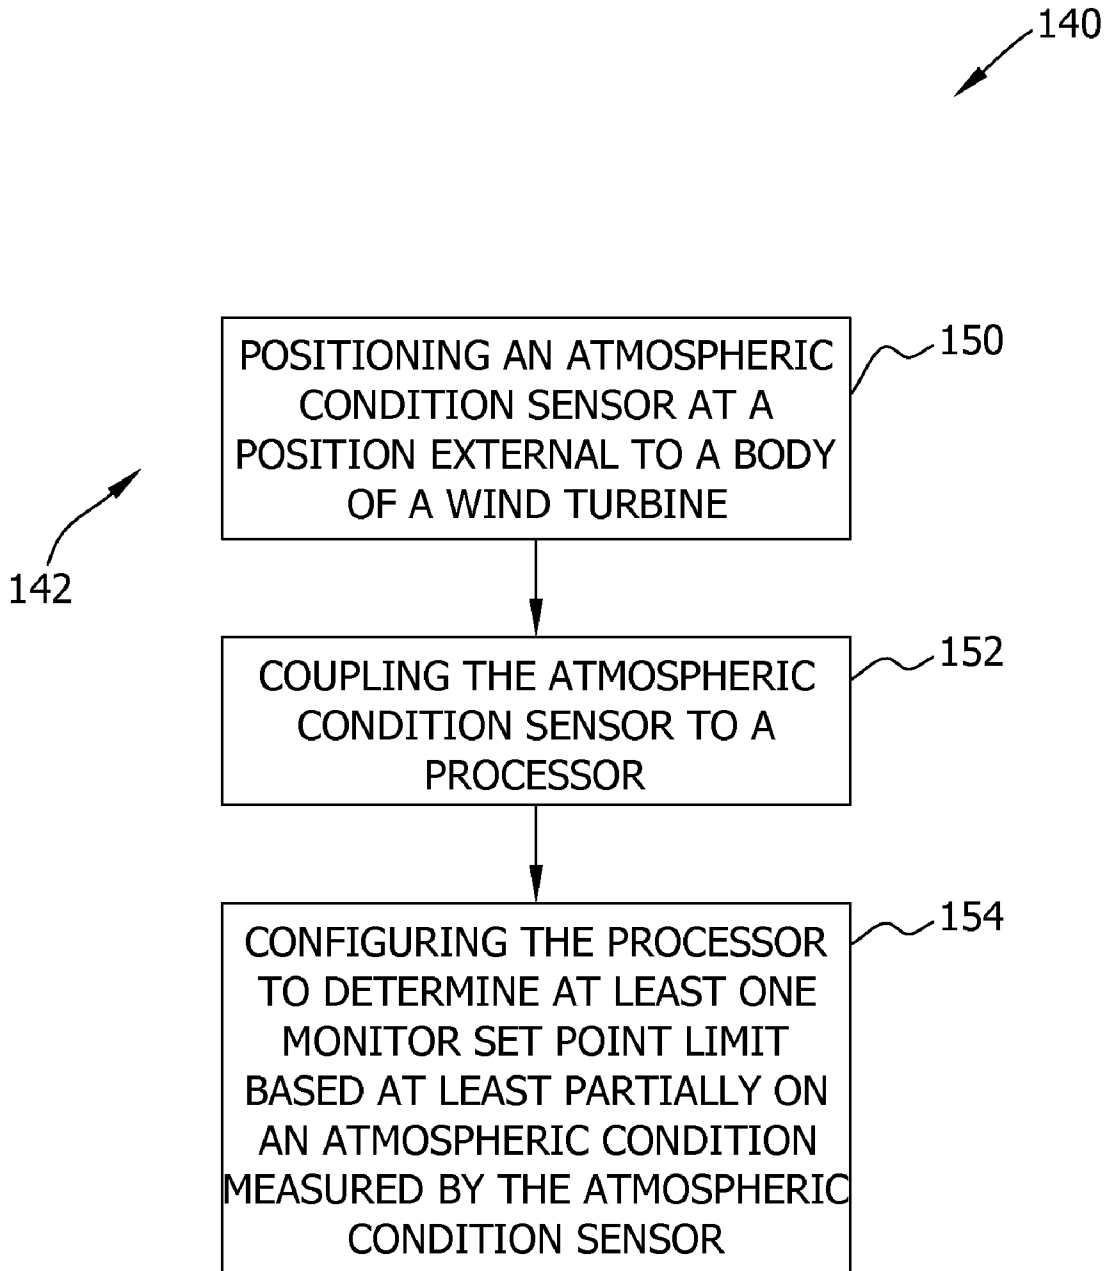 140
POSITIONING AN ATMOSPHERIC
CONDITION SENSOR AT A
POSITION EXTERNAL TO A BODY
OF A WIND TURBINE
150
142
COUPLING THE ATMOSPHERIC
CONDITION SENSOR TO A
PROCESSOR
152
CONFIGURING THE PROCESSOR
TO DETERMINE AT LEAST ONE
MONITOR SET POINT LIMIT
BASED AT LEAST PARTIALLY ON
AN ATMOSPHERIC CONDITION
MEASURED BY THE ATMOSPHERIC
CONDITION SENSOR
154